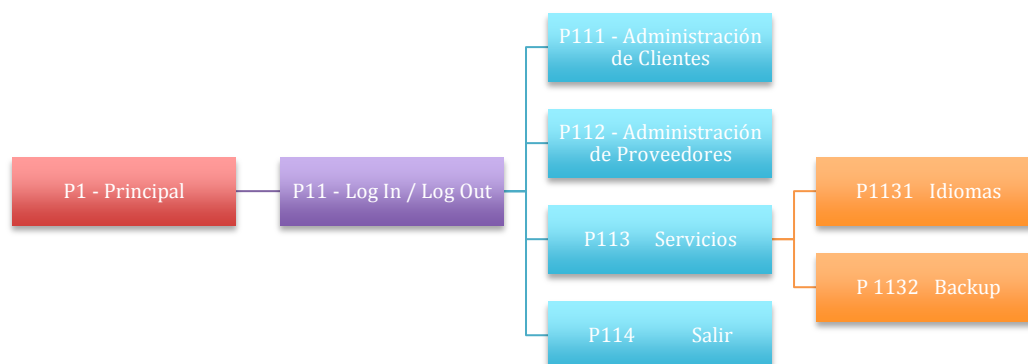 P1 - Principal
P11 - Log In / Log Out
P111 - Administración
de Clientes
P112 - Administración
de Proveedores
P113 Servicios
P114 Salir
P1131 Idiomas
P 1132 Backup